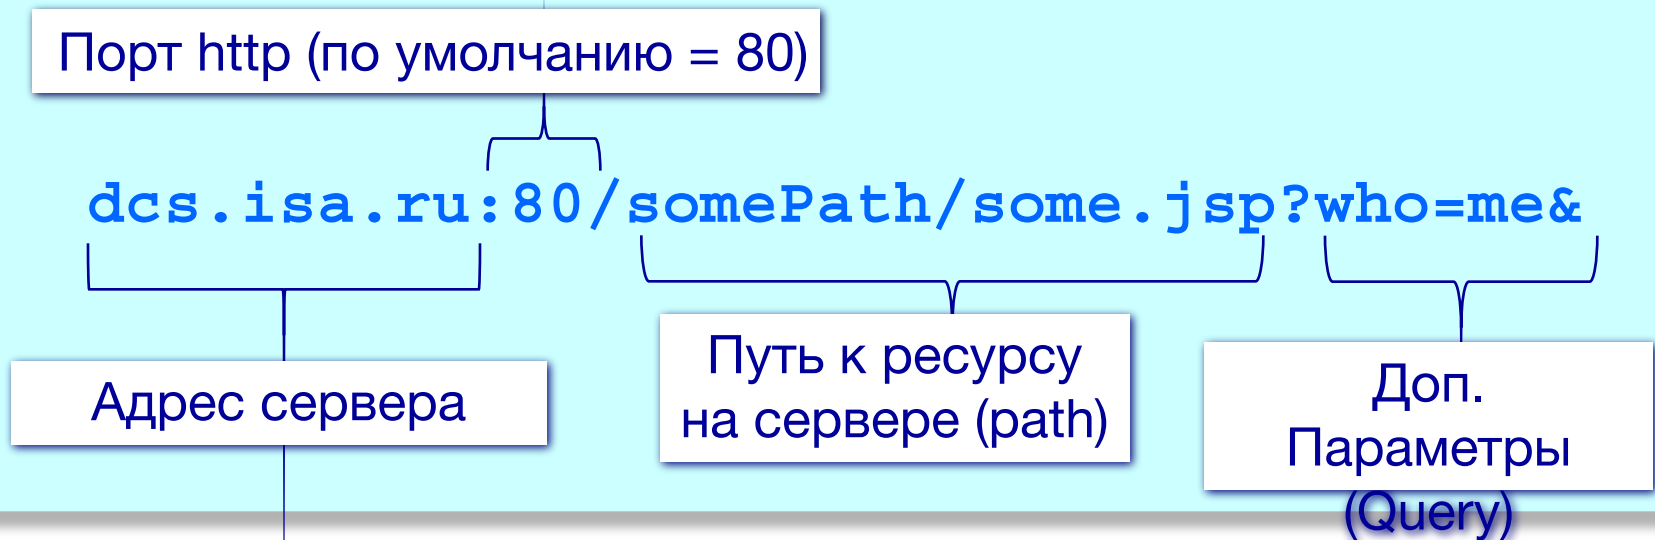 Порт http (по умолчанию = 80)
dcs.isa.ru:80/somePath/some.jsp?who=me&
Адрес сервера
Путь к ресурсу
на сервере (path)
Доп.
Параметры
(Query)